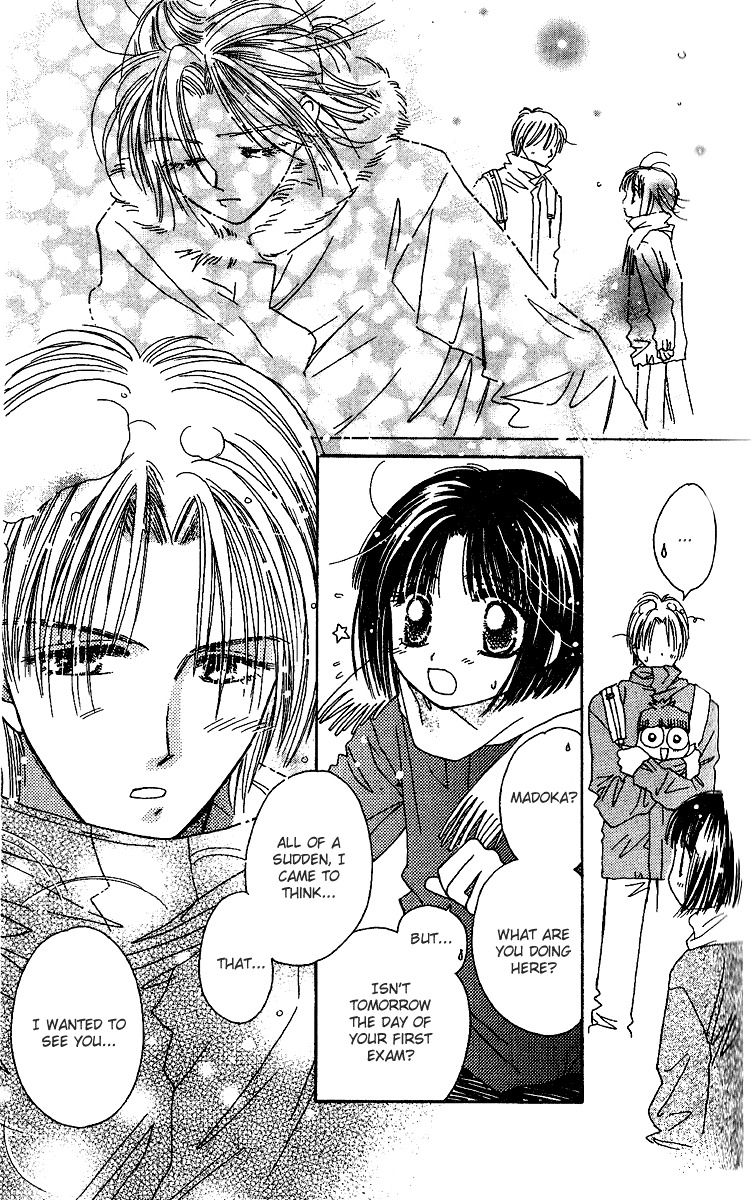 ...
MADOKA?
WHAT ARE
YOU DOING
HERE?
BUT...
ISN'T
TOMORROW
THE DAY OF
YOUR FIRST
EXAM?
ALL OF A
SUDDEN, I
CAME TO
THINK...
THAT...
I WANTED TO
SEE YOU...